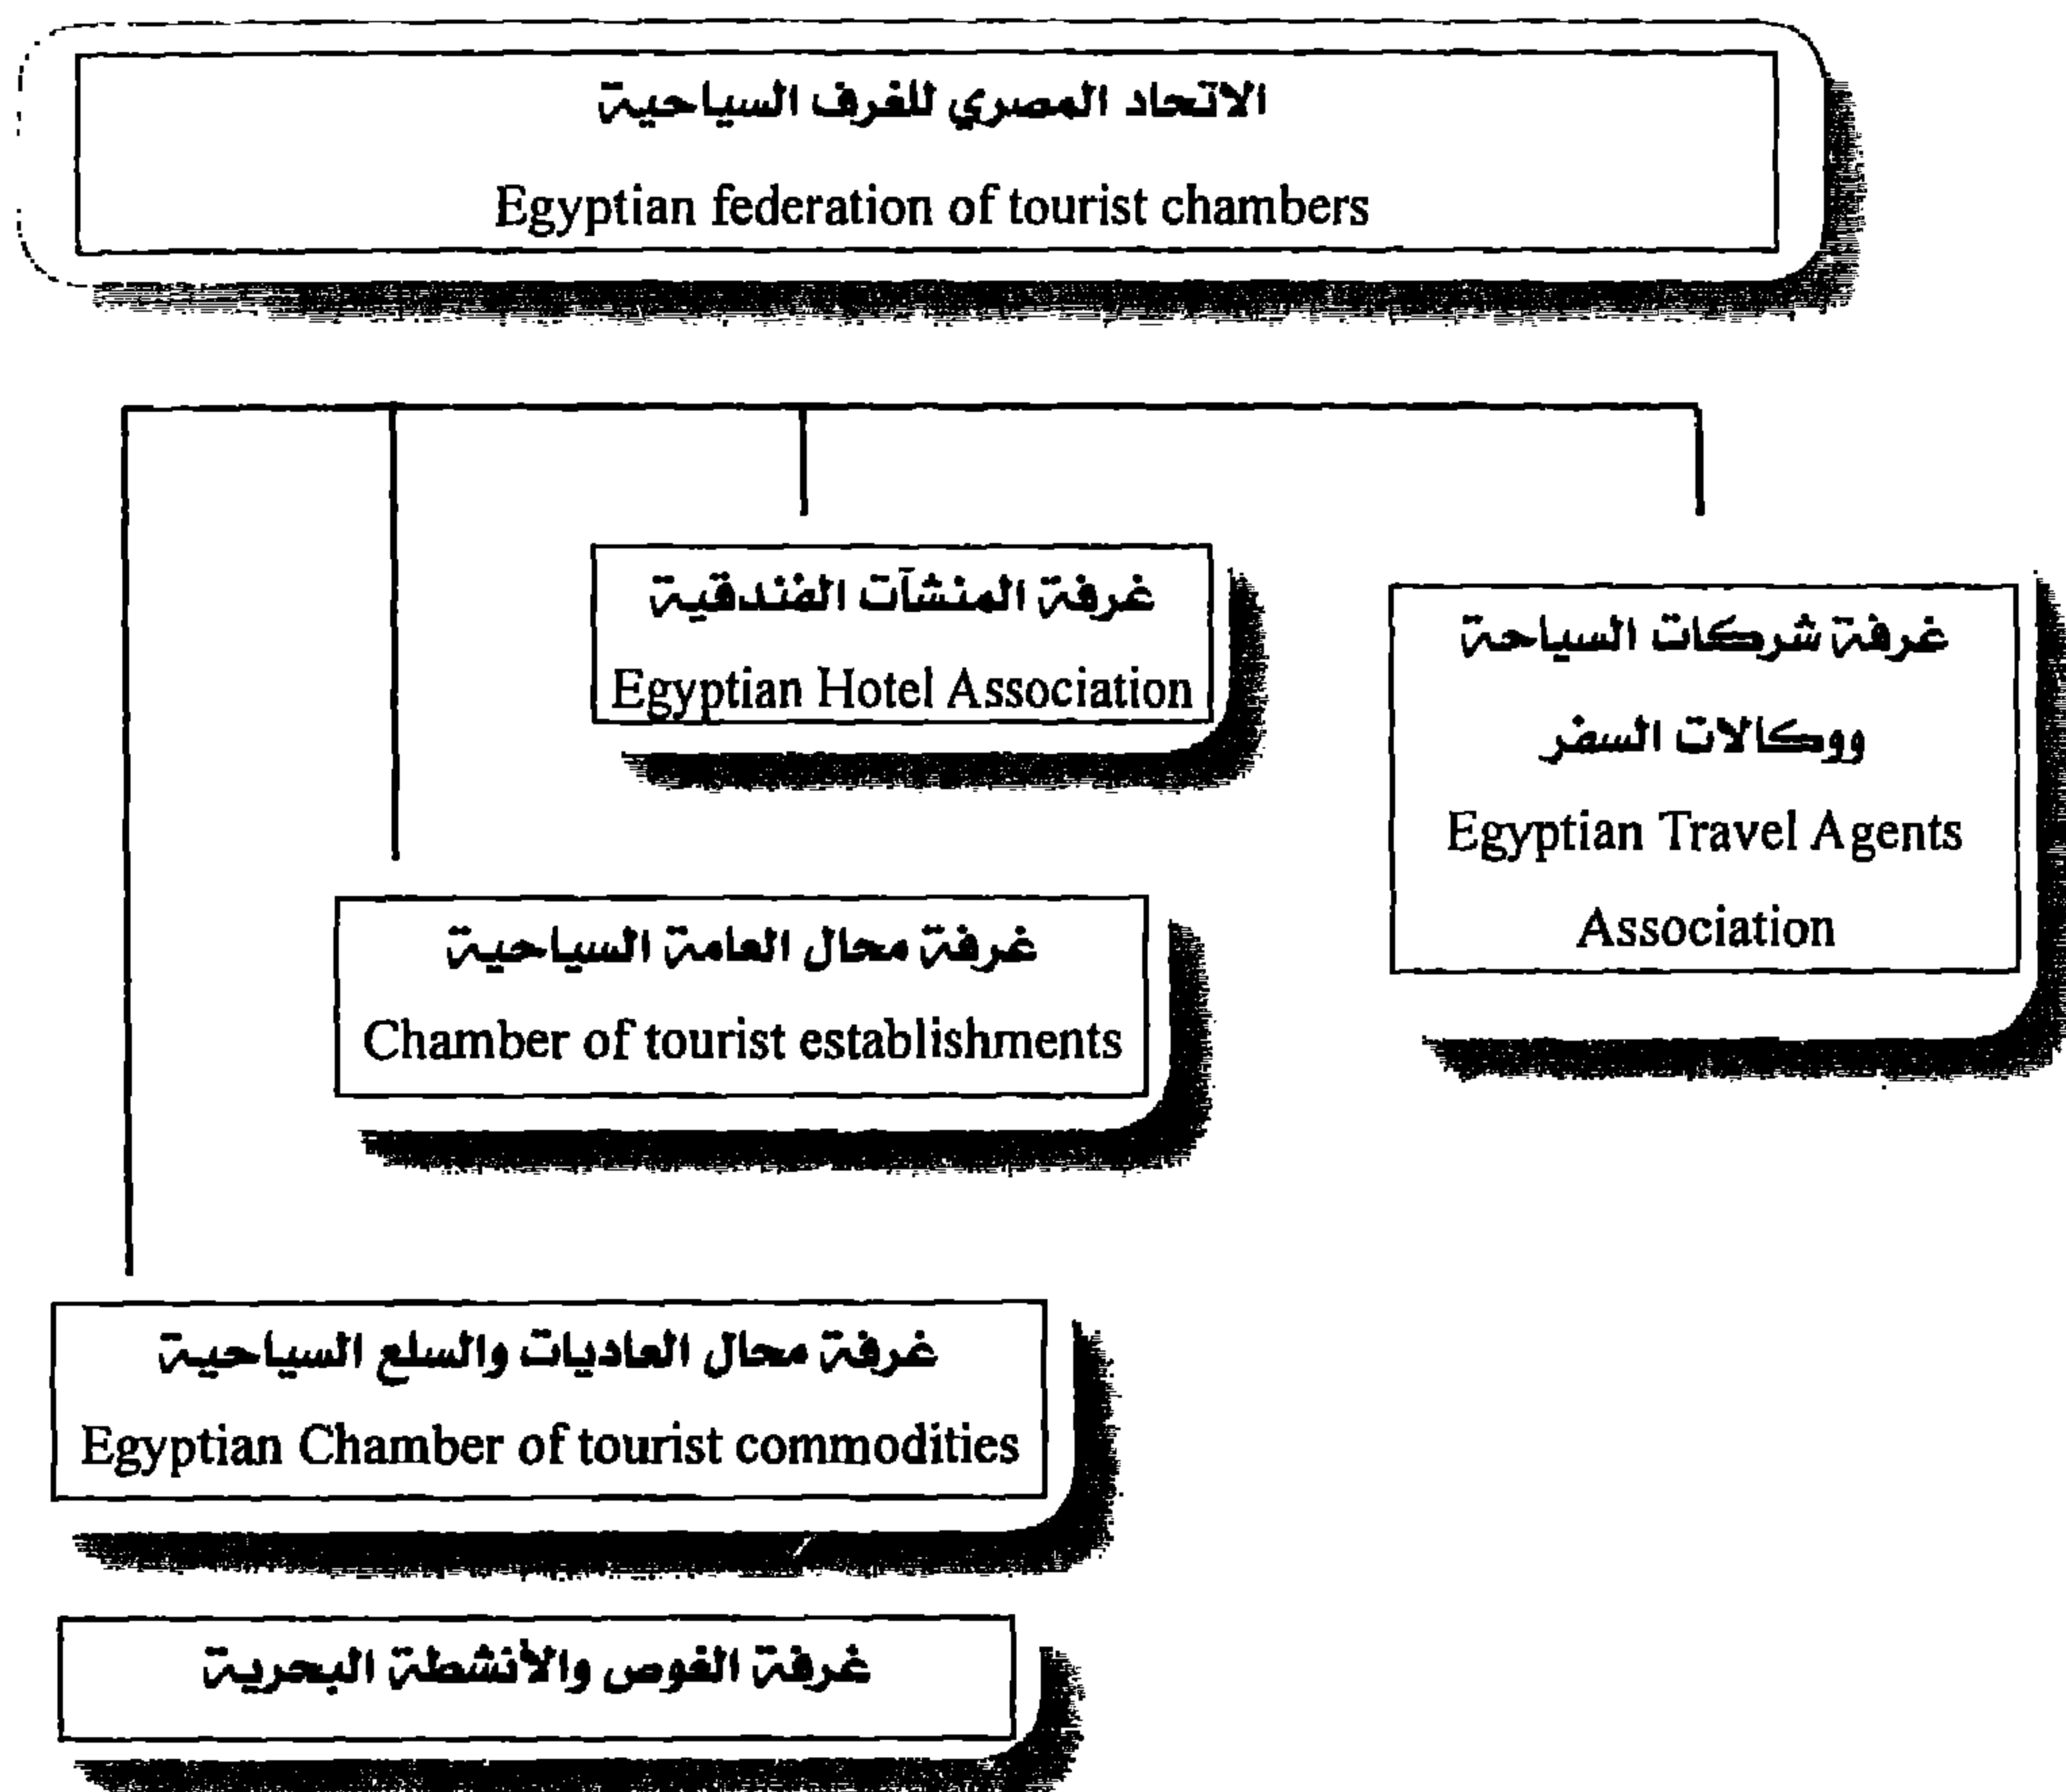 الاتحاد المصري للغرف السياحية
Egyptian federation of tourist chambers
غرفة المنشآت الفندقية
Egyptian Hotel Association
غرفة شركات السياحة
ووكالات السفر
Egyptian Travel Agents
Association
غرفة محال العامة السياحية
Chamber of tourist establishments
غرفة محال العاديات والسلع السياحية
Egyptian Chamber of tourist commodities
غرفة الغوص والأنشطة البحرية